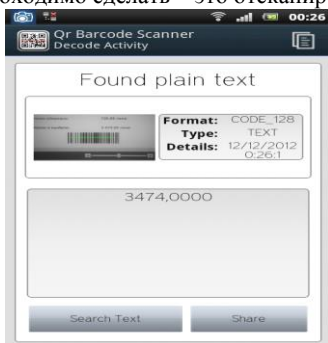 сделать – это отсканир
00:26
Qr Barcode Scanner
Decode Activity
Found plain text
Format: CODE_128
Type: TEXT
Details: 12/12/2012
0:26:1
3474,0000
Search Text
Share